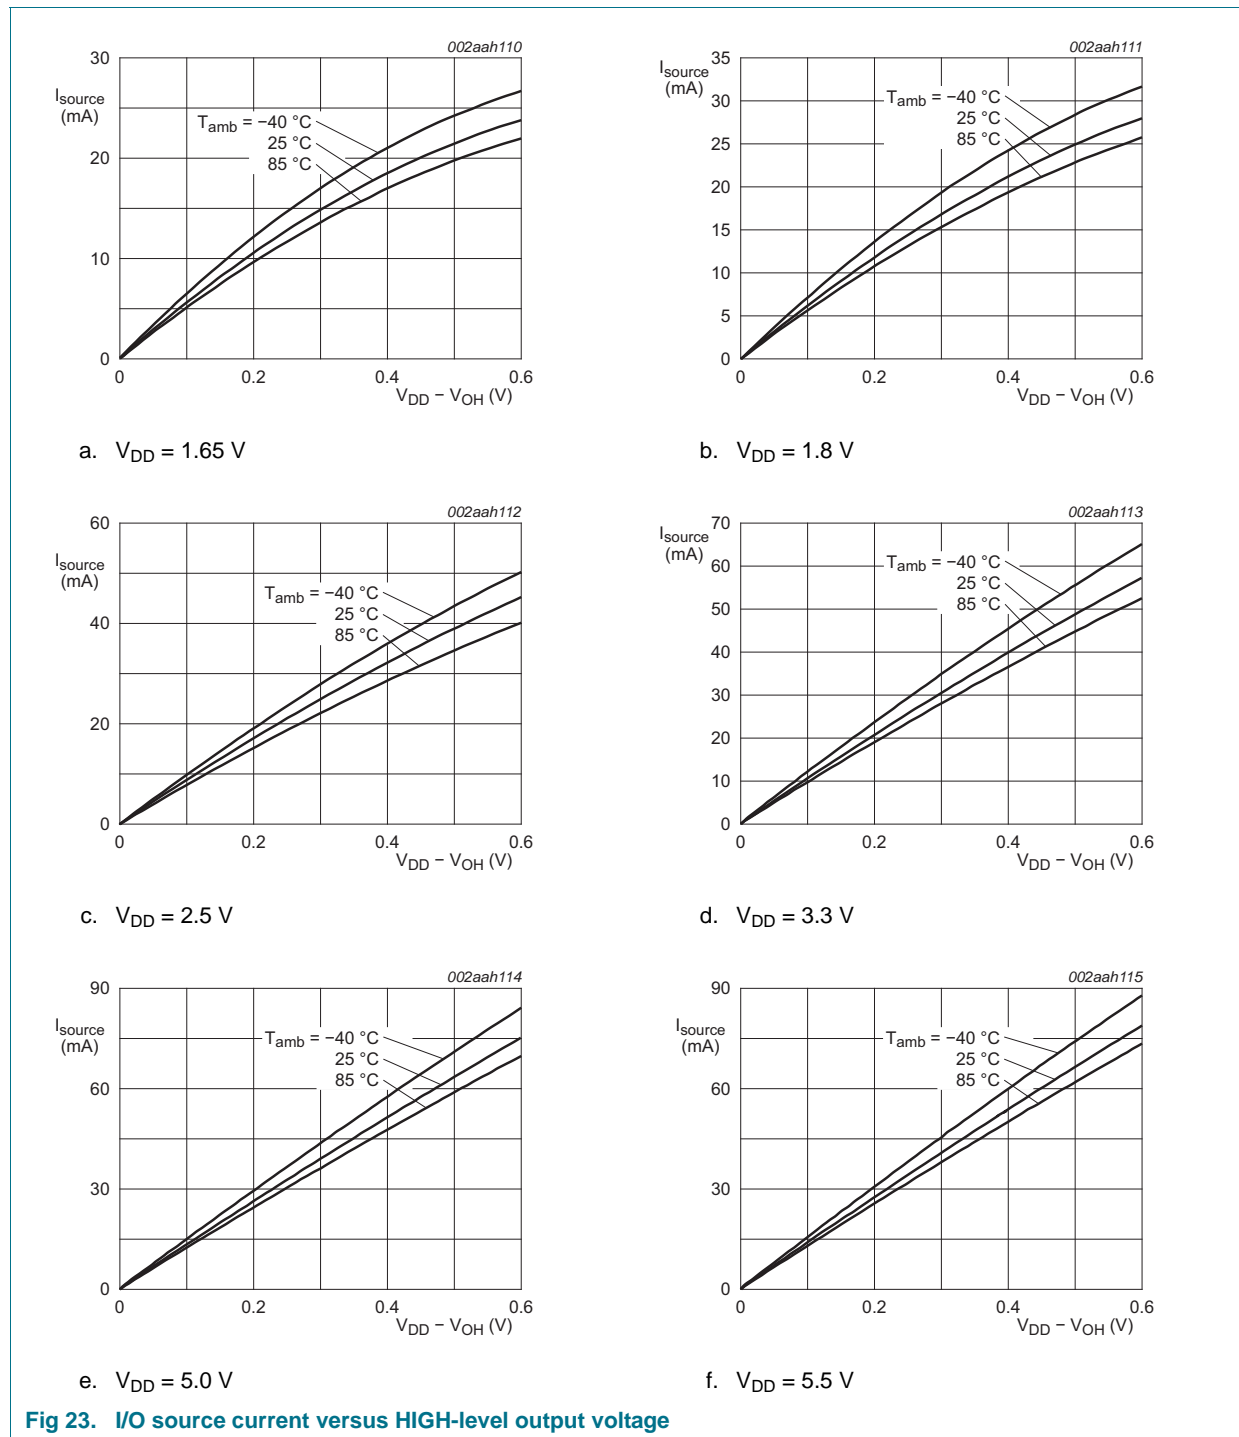 002aah110
30
20
10
0
Isource
(mA)
Tamb = −40 °C
25 °C
85 °C
0 0.2 0.4 0.6
VDD − VOH (V)
a. VDD = 1.65 V
002aah111
35
30
25
20
15
10
5
0
Isource
(mA)
Tamb = −40 °C
25 °C
85 °C
0 0.2 0.4 0.6
VDD − VOH (V)
b. VDD = 1.8 V
002aah112
60
40
20
0
Isource
(mA)
Tamb = −40 °C
25 °C
85 °C
0 0.2 0.4 0.6
VDD − VOH (V)
c. VDD = 2.5 V
002aah113
70
60
50
40
30
20
10
0
Isource
(mA)
Tamb = −40 °C
25 °C
85 °C
0 0.2 0.4 0.6
VDD − VOH (V)
d. VDD = 3.3 V
002aah114
90
60
30
0
Isource
(mA)
Tamb = −40 °C
25 °C
85 °C
0 0.2 0.4 0.6
VDD − VOH (V)
e. VDD = 5.0 V
002aah115
90
60
30
0
Isource
(mA)
Tamb = −40 °C
25 °C
85 °C
0 0.2 0.4 0.6
VDD − VOH (V)
f. VDD = 5.5 V
Fig 23. I/O source current versus HIGH-level output voltage